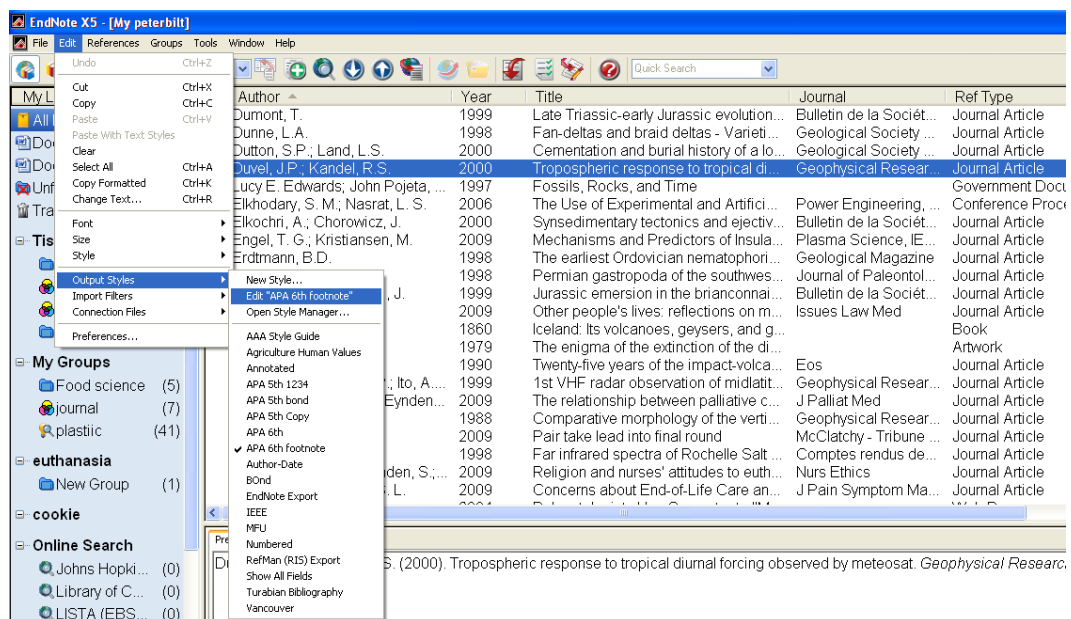 EndNote X5 - [My peterbilt]
File Edit References Groups Tools Window Help
Quick Search
Undo Ctrl+Z
Cut Ctrl+X
Copy Ctrl+C
Paste Ctrl+V
Paste With Text Styles
Clear
Select All Ctrl+A
Copy Formatted Ctrl+K
Change Text... Ctrl+R
Font
Size
Style
Output Styles
Import Filters
Connection Files
Preferences...
New Style...
Edit "APA 6th footnote"
Open Style Manager...
AAA Style Guide
Agriculture Human Values
Annotated
APA 5th 1234
APA 5th bond
APA 5th Copy
APA 6th
APA 6th footnote
Author-Date
BOnd
EndNote Export
IEEE
MFU
Numbered
RefMan (RIS) Export
Show All Fields
Turabian Bibliography
Vancouver
My L
All
Do
Do
Unf
Tra
Tis
My Groups
Food science (5)
journal (7)
plastiic (41)
euthanasia
New Group (1)
cookie
Online Search
Johns Hopki... (0)
Library of C... (0)
LISTA (EBS... (0)
Author Year Title Journal Ref Type
Dumont, T. 1999 Late Triassic-early Jurassic evolution... Bulletin de la Sociét... Journal Article
Dunne, L.A. 1998 Fan-deltas and braid deltas - Varieti... Geological Society ... Journal Article
Dutton, S.P.; Land, L.S. 2000 Cementation and burial history of a lo... Geological Society ... Journal Article
Duvel, J.P.; Kandel, R.S. 2000 Tropospheric response to tropical di... Geophysical Resear... Journal Article
Lucy E. Edwards; John Pojeta, ... 1997 Fossils, Rocks, and Time Government Docu
Elkhodary, S. M.; Nasrat, L. S. 2006 The Use of Experimental and Artifici... Power Engineering, ... Conference Proce
Elkochri, A.; Chorowicz, J. 2000 Synsedimentary tectonics and ejectiv... Bulletin de la Sociét... Journal Article
Engel, T. G.; Kristiansen, M. 2009 Mechanisms and Predictors of Insula... Plasma Science, IE... Journal Article
Erdtmann, B.D. 1998 The earliest Ordovician nematophori... Geological Magazine Journal Article
1998 Permian gastropoda of the southwes... Journal of Paleontol... Journal Article
, J. 1999 Jurassic emersion in the brianconnai... Bulletin de la Sociét... Journal Article
2009 Other people's lives: reflections on m... Issues Law Med Journal Article
1860 Iceland: Its volcanoes, geysers, and g... Book
1979 The enigma of the extinction of the di... Artwork
1990 Twenty-five years of the impact-volca... Eos Journal Article
; Ito, A.... 1999 1st VHF radar observation of midlatit... Geophysical Resear... Journal Article
Eynden... 2009 The relationship between palliative c... J Palliat Med Journal Article
1988 Comparative morphology of the verti... Geophysical Resear... Journal Article
2009 Pair take lead into final round McClatchy - Tribune ... Journal Article
1998 Far infrared spectra of Rochelle Salt ... Comptes rendus de... Journal Article
den, S.;... 2009 Religion and nurses' attitudes to euth... Nurs Ethics Journal Article
. L. 2009 Concerns about End-of-Life Care an... J Pain Symptom Ma... Journal Article
Pre
S. (2000). Tropospheric response to tropical diurnal forcing observed by meteosat. Geophysical Researc